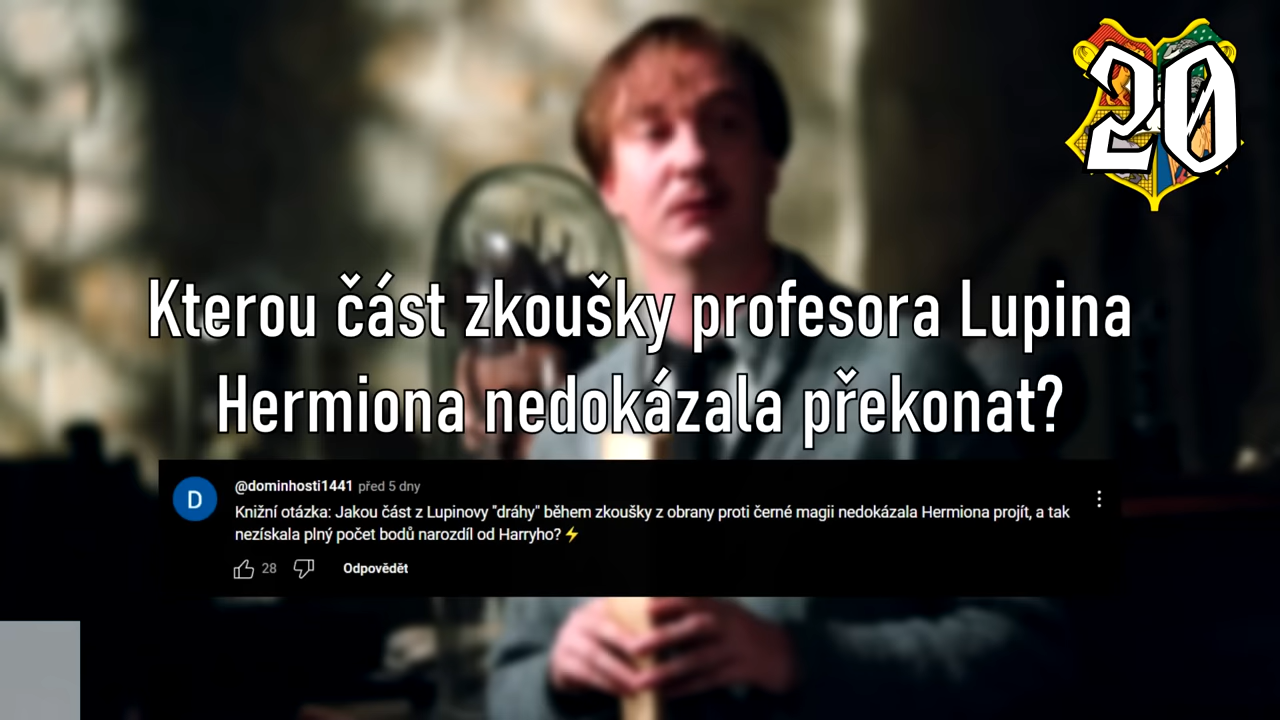 20
Kterou část zkoušky profesora Lupina
Hermiona nedokázala překonat?
D
@dominhosti1441 před 5 dny
Knižní otázka: Jakou část z Lupinovy "dráhy" během zkoušky z obrany proti černé magii nedokázala Hermiona projít, a tak
nezískala plný počet bodů narozdíl od Harryho?⚡
28 Odpovědět